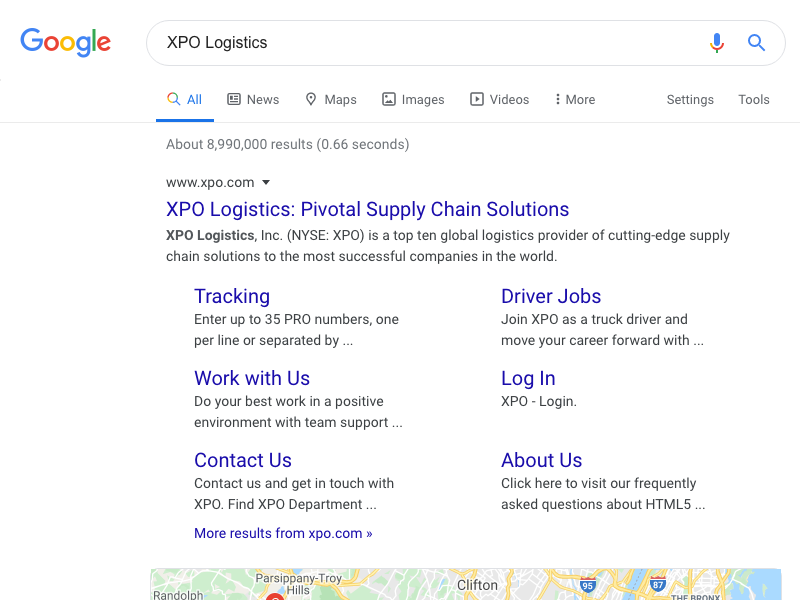 Google
XPO Logistics
All
News
Maps
Images
Videos
More
Settings
Tools
About 8,990,000 results (0.66 seconds)
www.xpo.com
XPO Logistics: Pivotal Supply Chain Solutions
XPO Logistics, Inc. (NYSE: XPO) is a top ten global logistics provider of cutting-edge supply
chain solutions to the most successful companies in the world.
Tracking
Enter up to 35 PRO numbers, one
per line or separated by ...
Driver Jobs
Join XPO as a truck driver and
move your career forward with ...
Work with Us
Do your best work in a positive
environment with team support ...
Log In
XPO - Login.
Contact Us
Contact us and get in touch with
XPO. Find XPO Department ...
About Us
Click here to visit our frequently
asked questions about HTML5 ...
More results from xpo.com »
Parsippany-Troy
Hills
Randolph
Clifton
95
87
THE BRONX